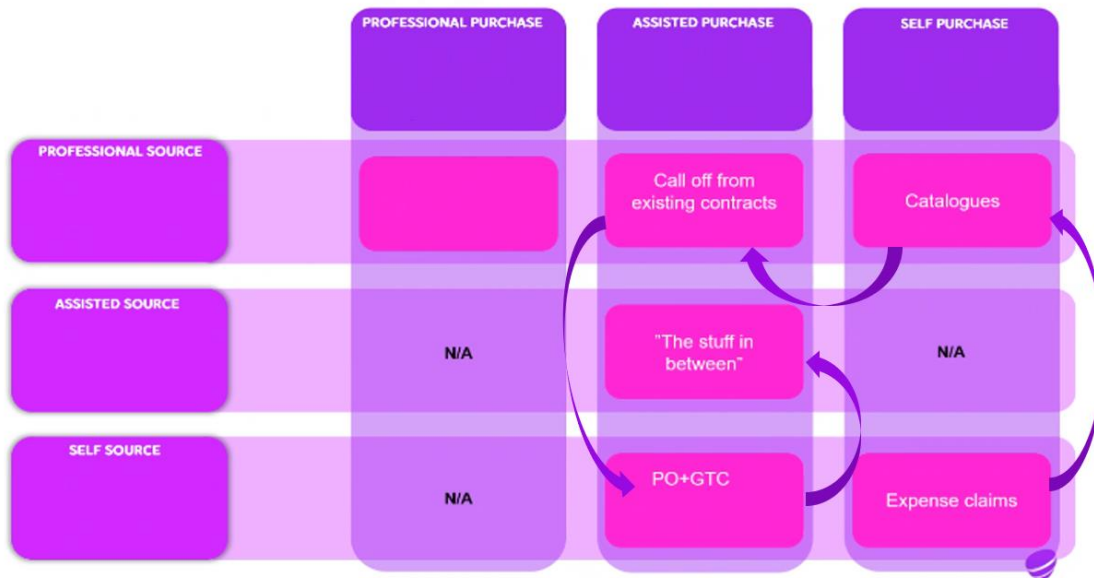 PROFESSIONAL PURCHASE
ASSISTED PURCHASE
SELF PURCHASE
PROFESSIONAL SOURCE
Call off from
existing contracts
Catalogues
ASSISTED SOURCE
N/A
"The stuff in
between"
N/A
SELF SOURCE
N/A
PO+GTC
Expense claims